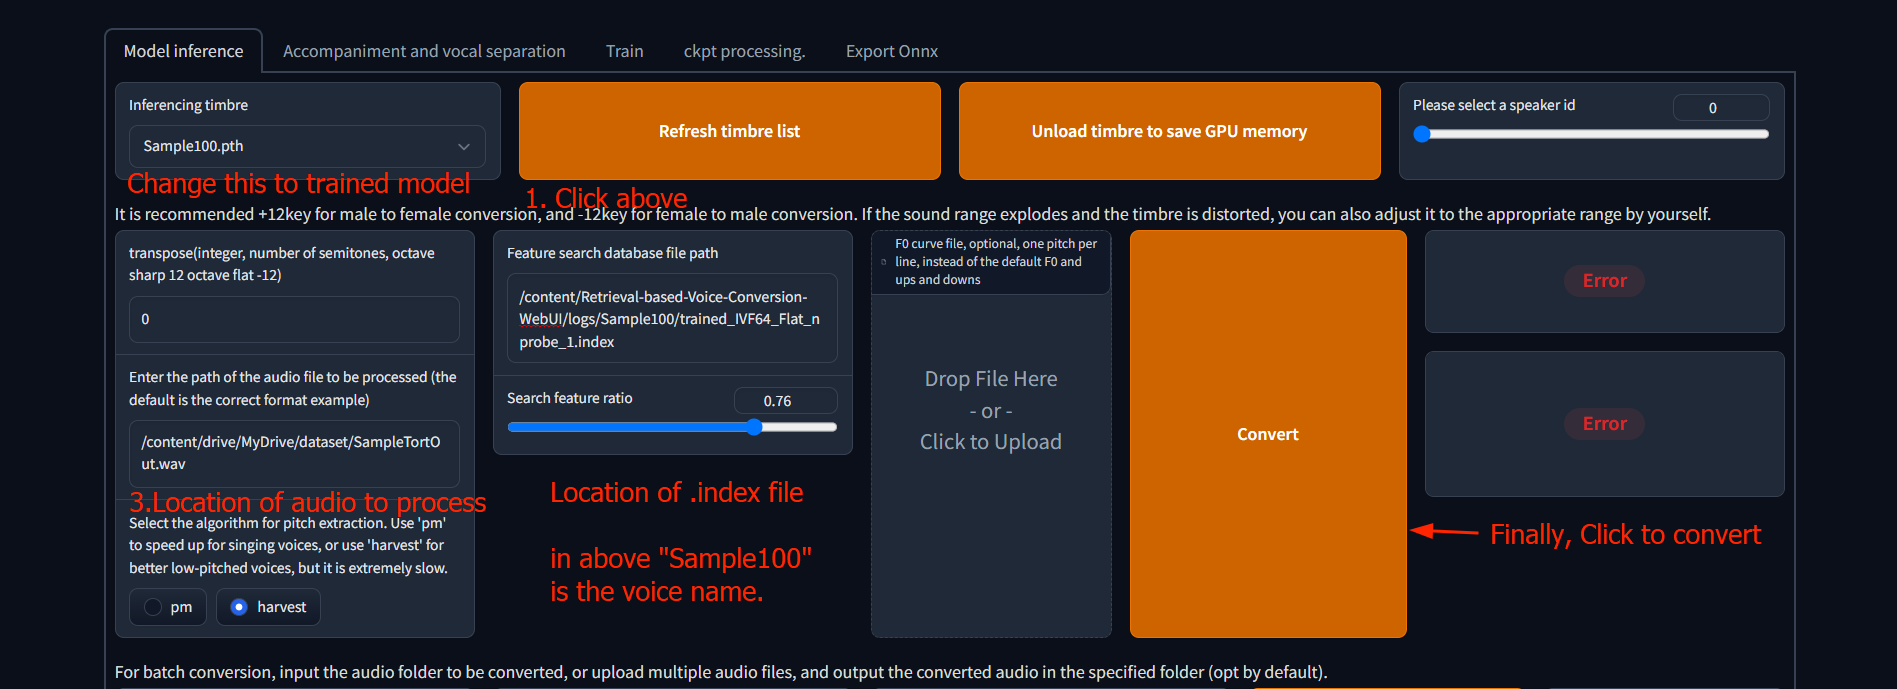 Model inference
Accompaniment and vocal separation
Train
ckpt processing.
Export Onnx
Inferencing timbre
Sample100.pth
Change this to trained model
Refresh timbre list
1. Click above
Unload timbre to save GPU memory
Please select a speaker id
0
It is recommended +12key for male to female conversion, and -12key for female to male conversion. If the sound range explodes and the timbre is distorted, you can also adjust it to the appropriate range by yourself.
transpose(integer, number of semitones, octave
sharp 12 octave flat -12)
0
Enter the path of the audio file to be processed (the
default is the correct format example)
/content/drive/MyDrive/dataset/SampleTortO
ut.wav
3.Location of audio to process
Select the algorithm for pitch extraction. Use 'pm'
to speed up for singing voices, or use 'harvest' for
better low-pitched voices, but it is extremely slow.
pm
harvest
Feature search database file path
/content/Retrieval-based-Voice-Conversion-
WebUI/logs/Sample100/trained_IVF64_Flat_n
probe_1.index
Search feature ratio
0.76
Location of .index file
in above "Sample100"
is the voice name.
F0 curve file, optional, one pitch per
line, instead of the default F0 and
ups and downs
Drop File Here
- or -
Click to Upload
Convert
Error
Error
Finally, Click to convert
For batch conversion, input the audio folder to be converted, or upload multiple audio files, and output the converted audio in the specified folder (opt by default).